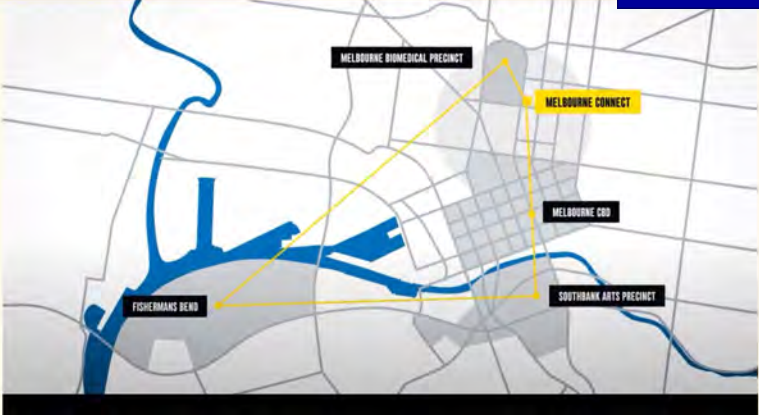 MELBOURNE BIOMEDICAL PRECINCT
MELBOURNE CONNECT
MELBOURNE CBD
SOUTHBANK ARTS PRECINCT
FISHERMANS BEND